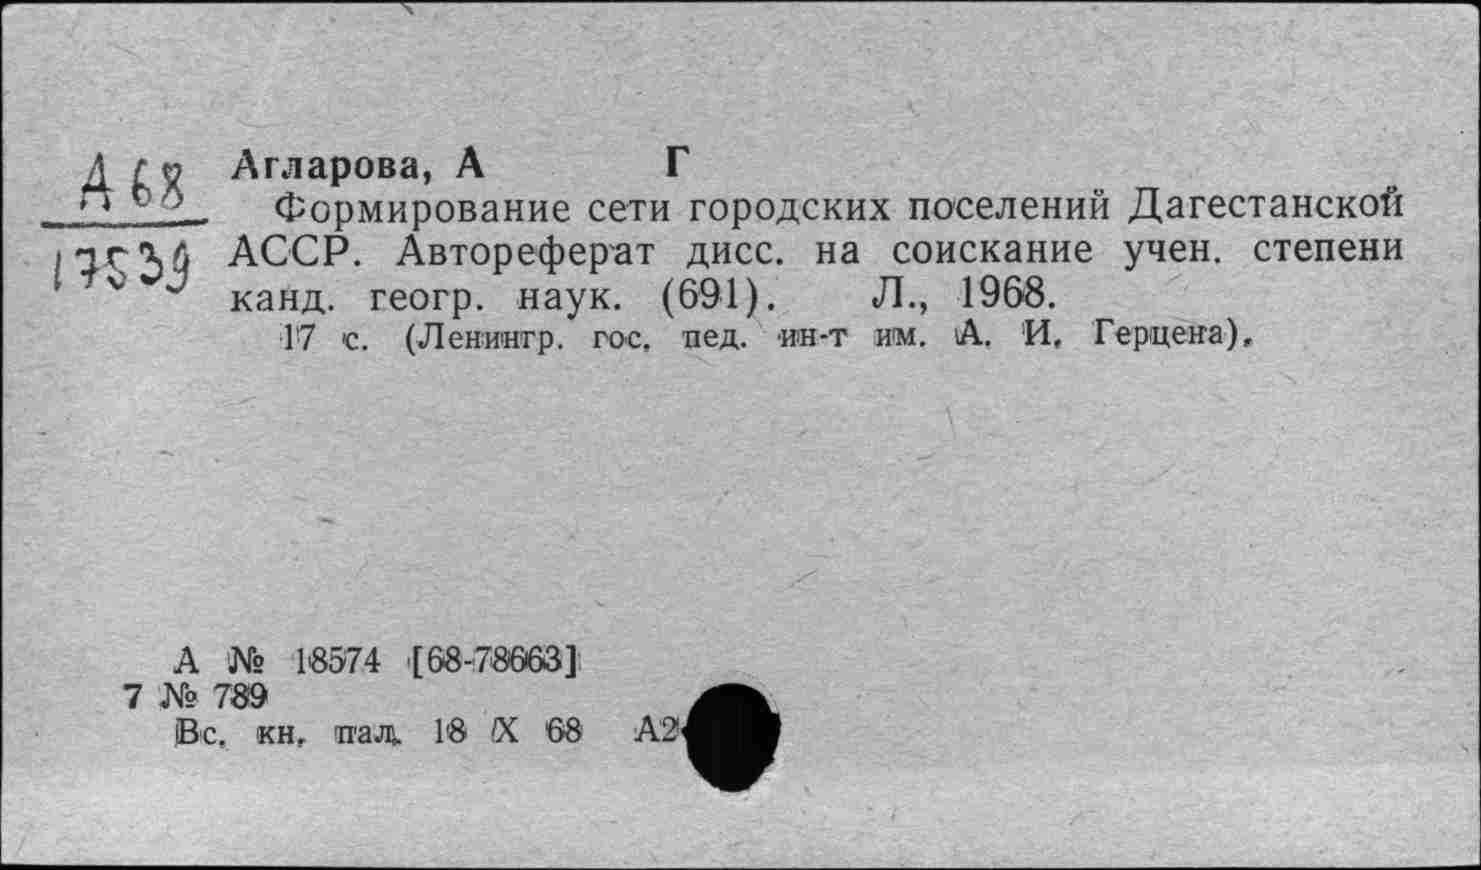 А 68
17539
Агларова, А Г
Формирование сети городских поселений Дагестанской
АССР. Автореферат дисс. на соискание учен. степени
канд. геогр. наук. (691). Л., 1968.
17 с. (Ленингр. гос. пед. ин-т им. А. И. Герцена).
А № 18574 [68-78663]
7 № 789
Вс. кн. пал. 18 IX 68 А2